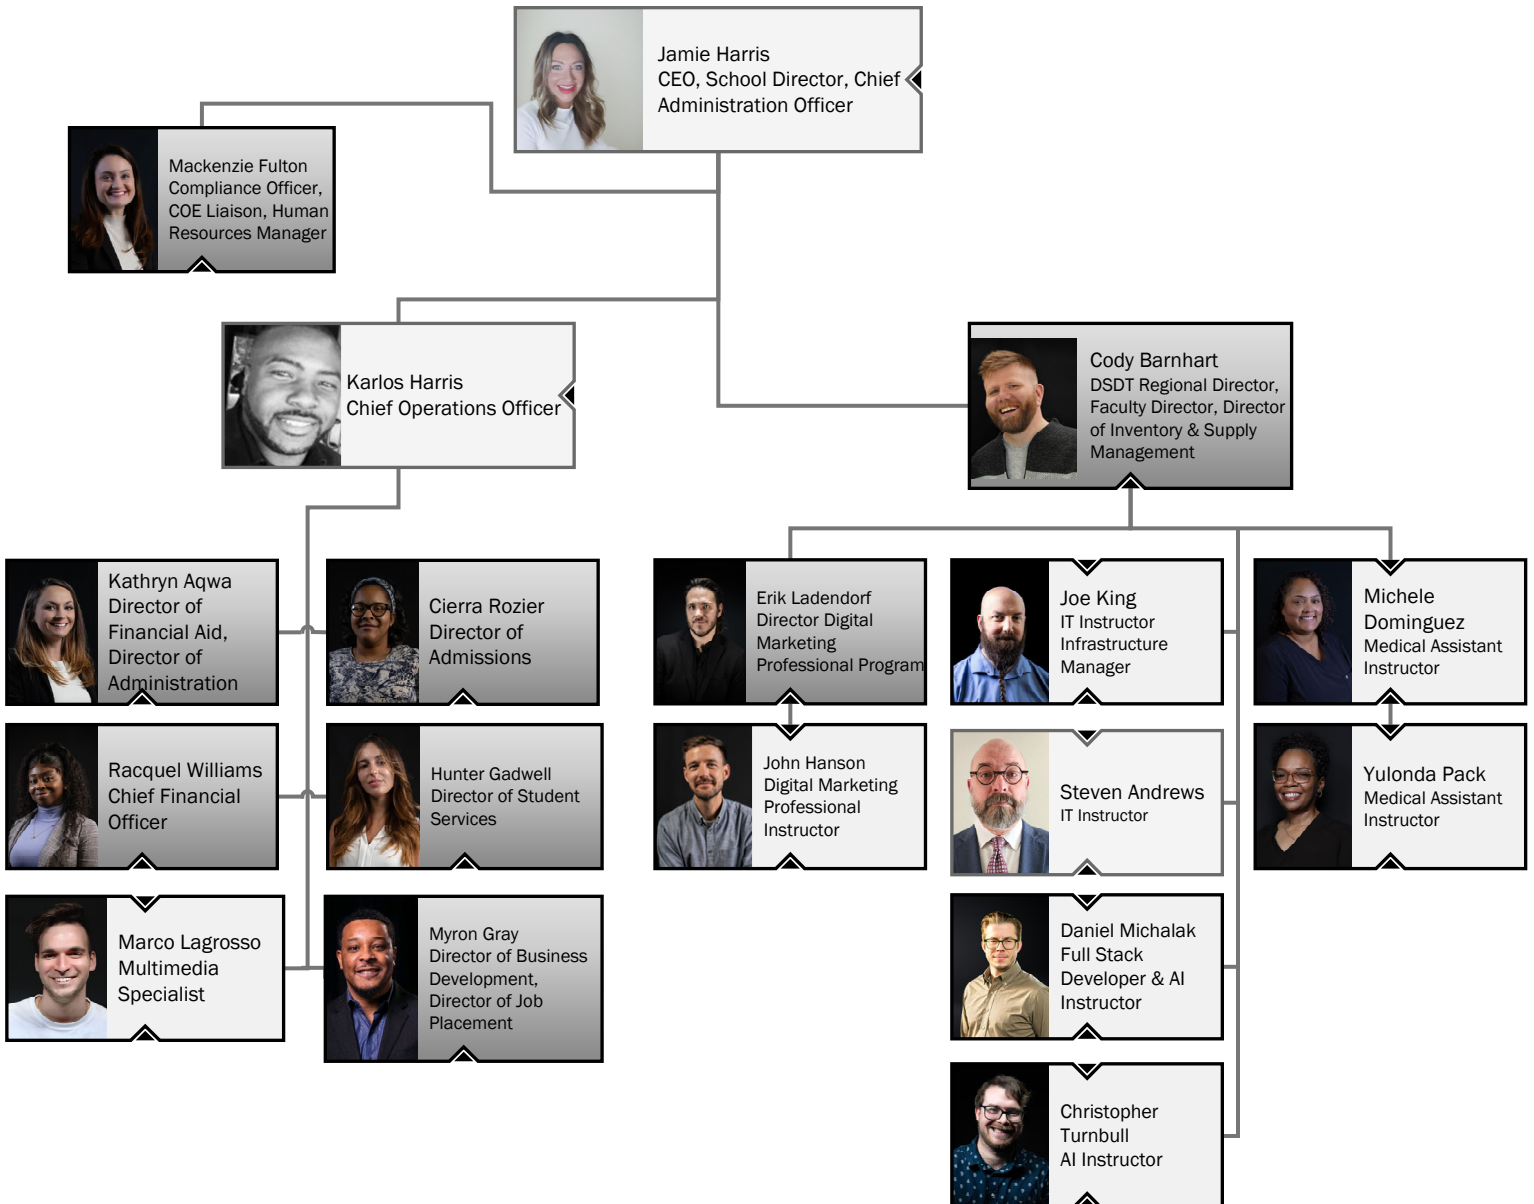 Jamie Harris
CEO, School Director, Chief
Administration Officer
Mackenzie Fulton
Compliance Officer,
COE Liaison, Human
Resources Manager
Karlos Harris
Chief Operations Officer
Cody Barnhart
DSDT Regional Director,
Faculty Director, Director
of Inventory & Supply
Management
Kathryn Aqwa
Director of
Financial Aid,
Director of
Administration
Cierra Rozier
Director of
Admissions
Erik Ladendorf
Director Digital
Marketing
Professional Program
Joe King
IT Instructor
Infrastructure
Manager
Michele
Dominguez
Medical Assistant
Instructor
Racquel Williams
Chief Financial
Officer
Hunter Gadwell
Director of Student
Services
John Hanson
Digital Marketing
Professional
Instructor
Steven Andrews
IT Instructor
Yulonda Pack
Medical Assistant
Instructor
Marco Lagrosso
Multimedia
Specialist
Myron Gray
Director of Business
Development,
Director of Job
Placement
Daniel Michalak
Full Stack
Developer & AI
Instructor
Christopher
Turnbull
AI Instructor